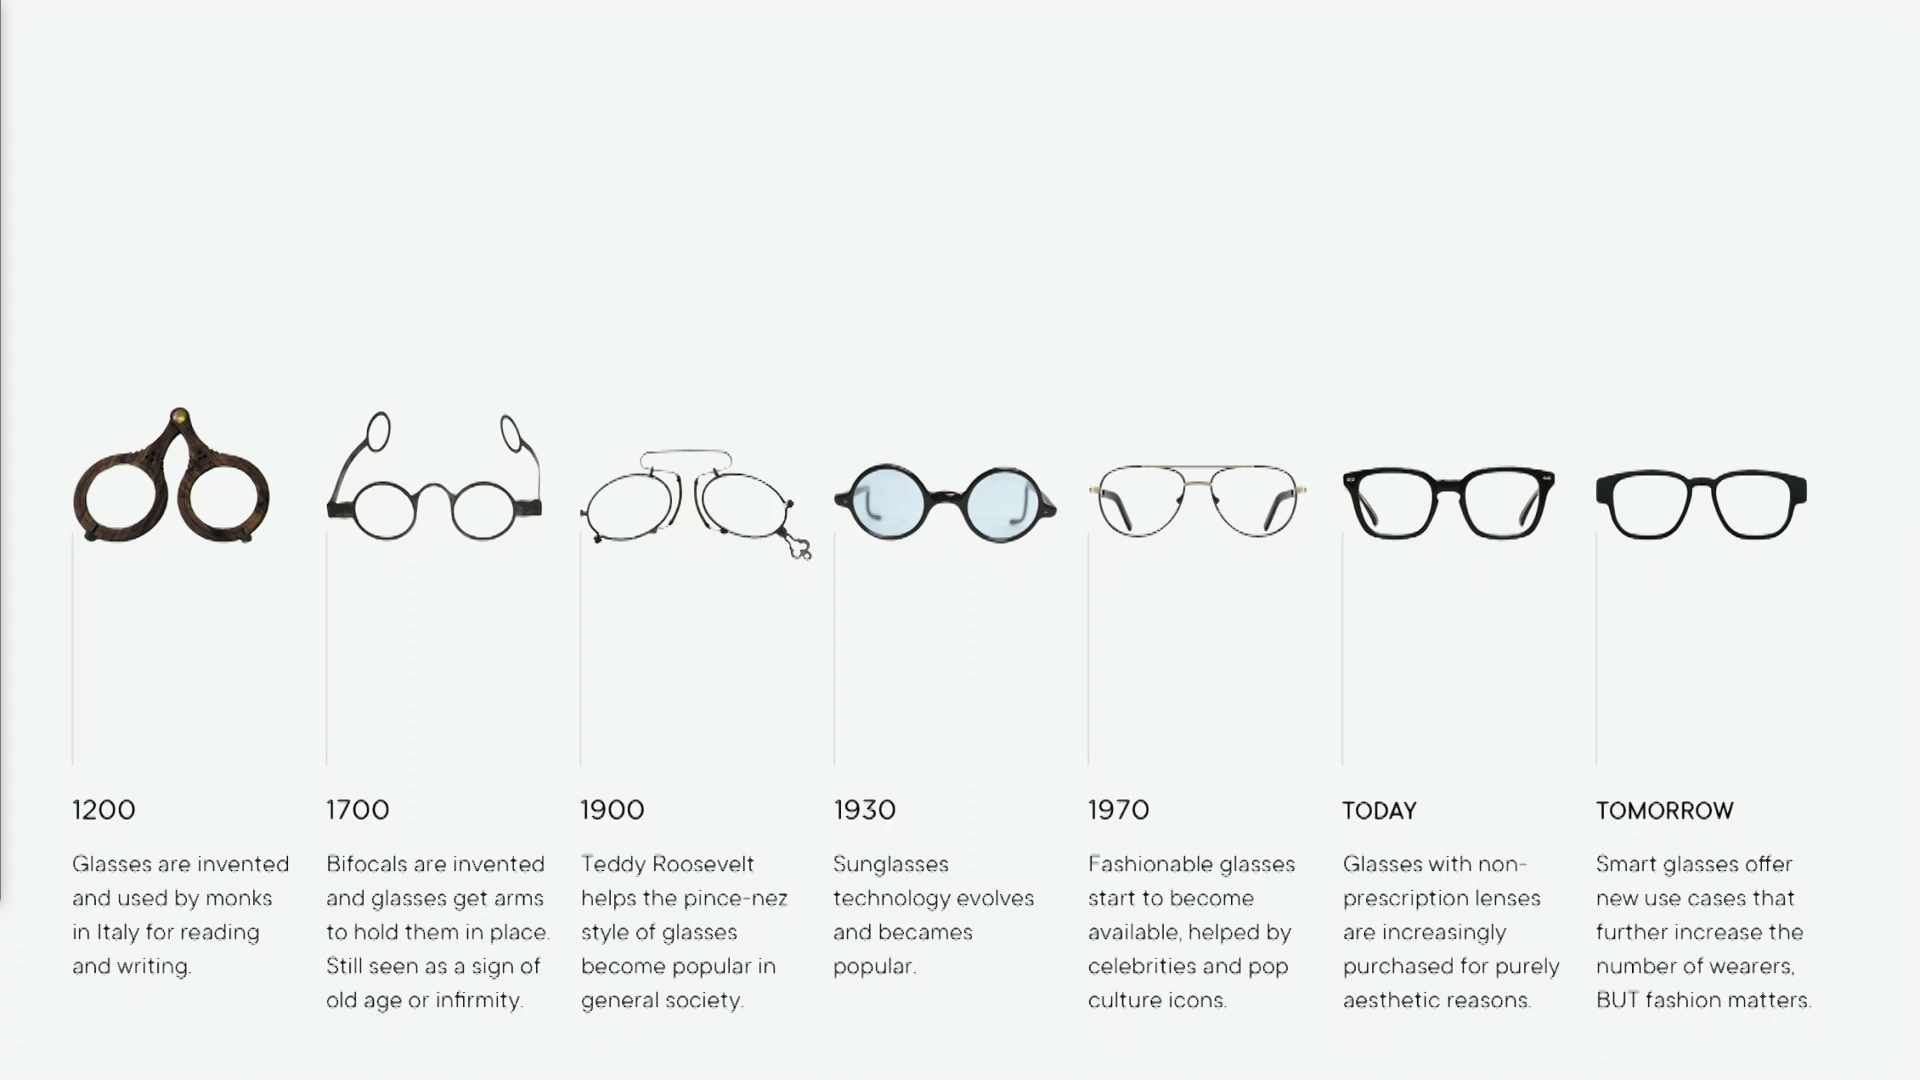 1200
Glasses are invented
and used by monks
in Italy for reading
and writing.
1700
Bifocals are invented
and glasses get arms
to hold them in place.
Still seen as a sign of
old age or infirmity.
1900
Teddy Roosevelt
helps the pince-nez
style of glasses
become popular in
general society.
1930
Sunglasses
technology evolves
and becames
popular.
1970
Fashionable glasses
start to become
available, helped by
celebrities and pop
culture icons.
TODAY
Glasses with non-
prescription lenses
are increasingly
purchased for purely
aesthetic reasons.
TOMORROW
Smart glasses offer
new use cases that
further increase the
number of wearers,
BUT fashion matters.